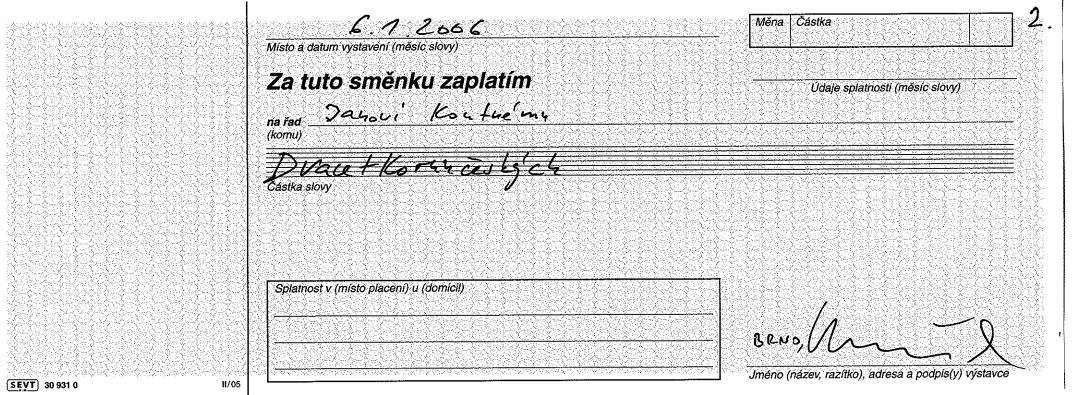 6.1.2006
Místo a datum vystavení (měsíc slovy)
Měna Částka
2.
Za tuto směnku zaplatím
Údaje splatnosti (měsíc slovy)
na řad Janovi Koutnému
(komu)
Dvacet Korun českých
Částka slovy
Splatnost v (místo placení) u (domicil)
BRNO,
Jméno (název, razítko), adresa a podpis(y) výstavce
SEVT 30 931 0
II/05